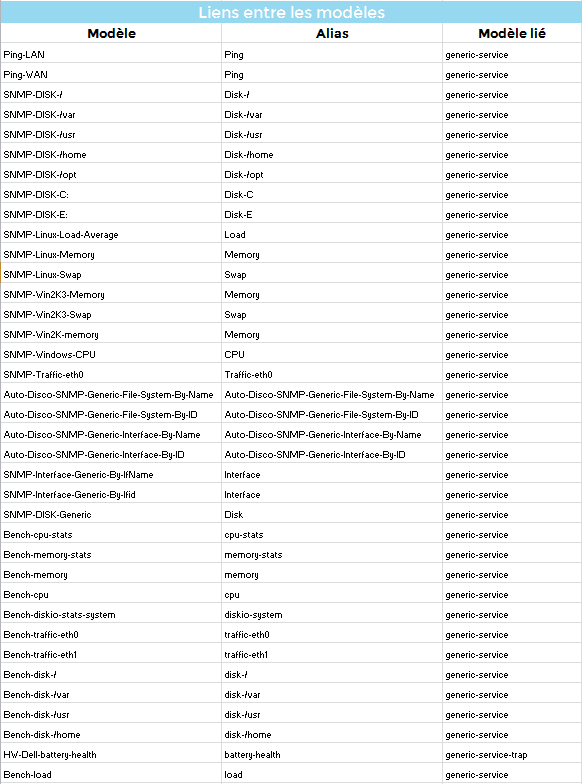 Liens entre les modèles
Modèle Alias Modèle lié
Ping-LAN Ping generic-service
Ping-WAN Ping generic-service
SNMP-DISK-/ Disk-/ generic-service
SNMP-DISK-/var Disk-/var generic-service
SNMP-DISK-/usr Disk-/usr generic-service
SNMP-DISK-/home Disk-/home generic-service
SNMP-DISK-/opt Disk-/opt generic-service
SNMP-DISK-C: Disk-C generic-service
SNMP-DISK-E: Disk-E generic-service
SNMP-Linux-Load-Average Load generic-service
SNMP-Linux-Memory Memory generic-service
SNMP-Linux-Swap Swap generic-service
SNMP-Win2K3-Memory Memory generic-service
SNMP-Win2K3-Swap Swap generic-service
SNMP-Win2K-memory Memory generic-service
SNMP-Windows-CPU CPU generic-service
SNMP-Traffic-eth0 Traffic-eth0 generic-service
Auto-Disco-SNMP-Generic-File-System-By-Name Auto-Disco-SNMP-Generic-File-System-By-Name generic-service
Auto-Disco-SNMP-Generic-File-System-By-ID Auto-Disco-SNMP-Generic-File-System-By-ID generic-service
Auto-Disco-SNMP-Generic-Interface-By-Name Auto-Disco-SNMP-Generic-Interface-By-Name generic-service
Auto-Disco-SNMP-Generic-Interface-By-ID Auto-Disco-SNMP-Generic-Interface-By-ID generic-service
SNMP-Interface-Generic-By-IfName Interface generic-service
SNMP-Interface-Generic-By-Ifid Interface generic-service
SNMP-DISK-Generic Disk generic-service
Bench-cpu-stats cpu-stats generic-service
Bench-memory-stats memory-stats generic-service
Bench-memory memory generic-service
Bench-cpu cpu generic-service
Bench-diskio-stats-system diskio-system generic-service
Bench-traffic-eth0 traffic-eth0 generic-service
Bench-traffic-eth1 traffic-eth1 generic-service
Bench-disk-/ disk-/ generic-service
Bench-disk-/var disk-/var generic-service
Bench-disk-/usr disk-/usr generic-service
Bench-disk-/home disk-/home generic-service
HW-Dell-battery-health battery-health generic-service-trap
Bench-load load generic-service